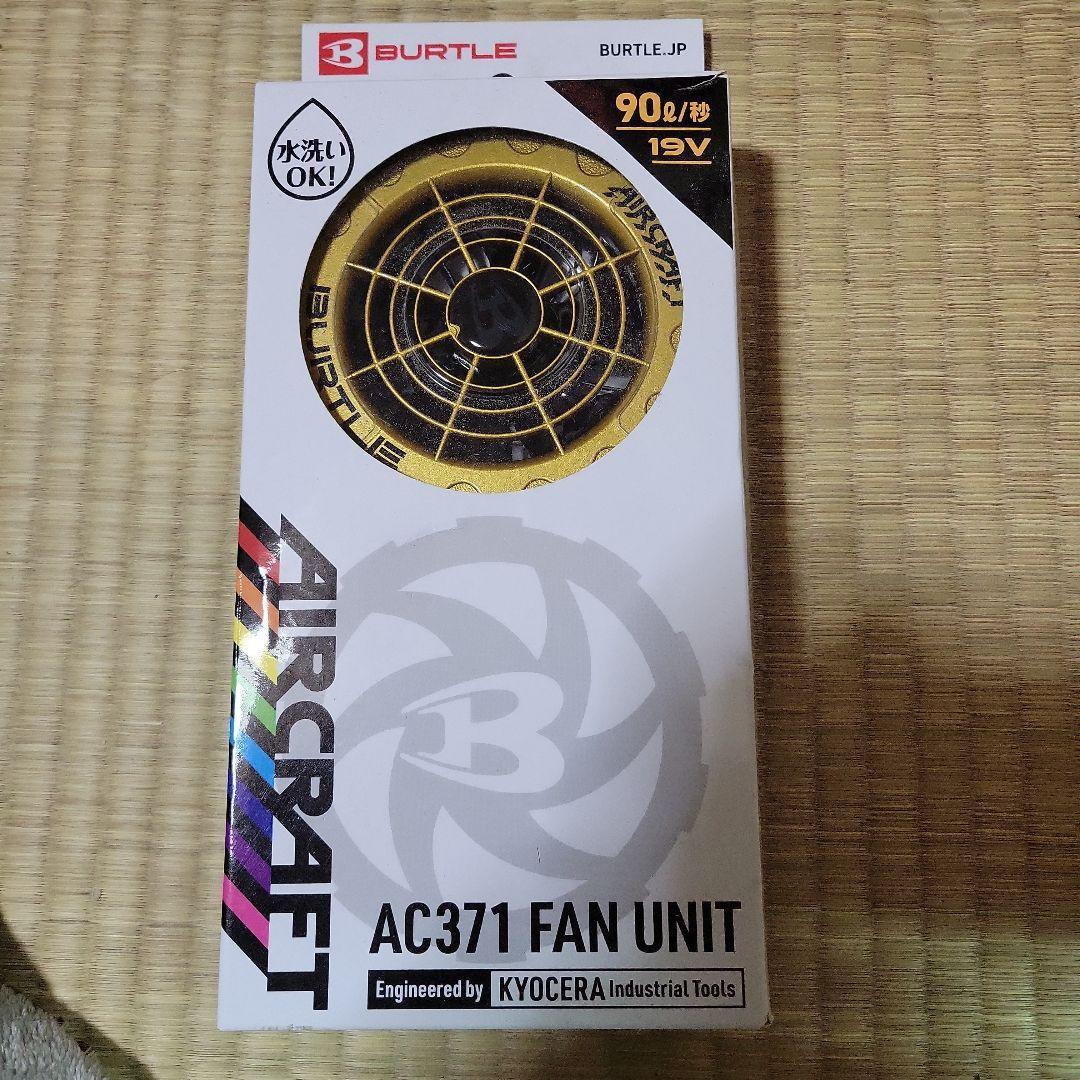 B BURTLE
BURTLE.JP
水洗い
OK!
90ℓ/秒
19V
AIRCRAFT
BURTLE
B
AIRCRAFT
B
AC371 FAN UNIT
Engineered by KYOCERA Industrial Tools